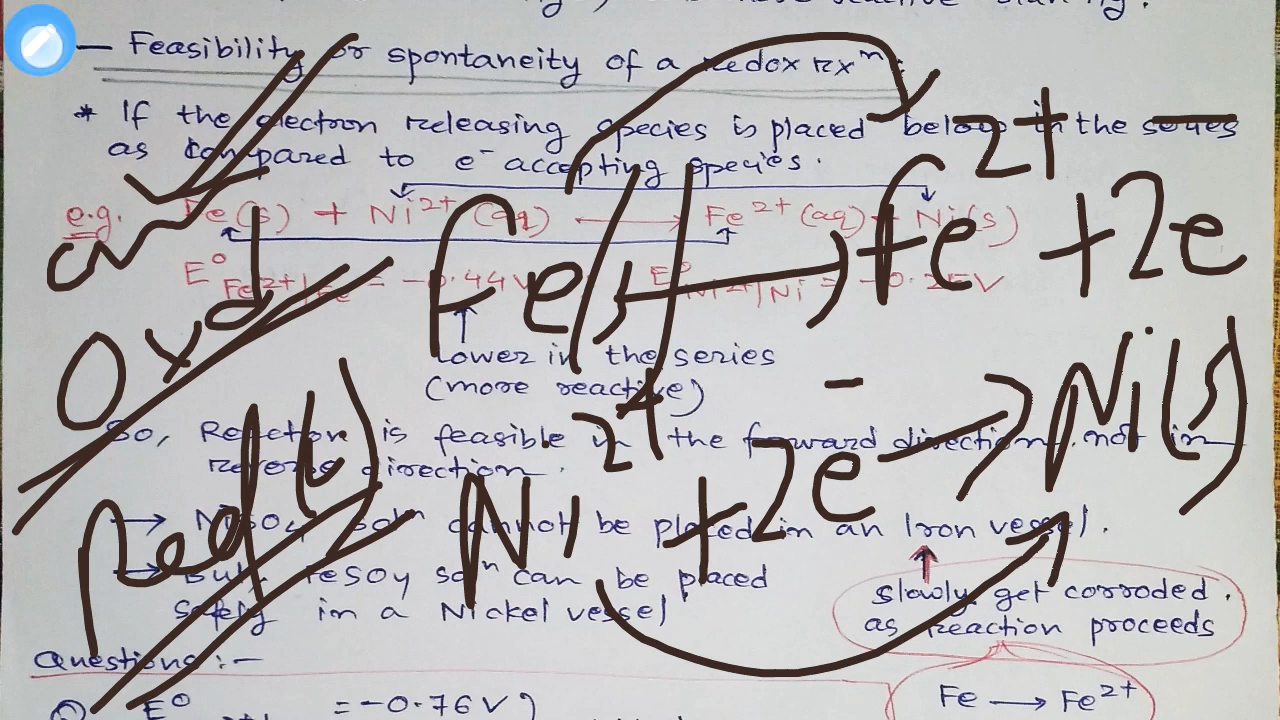 — Feasibility or spontaneity of a redox rxⁿ :
* If the electron releasing species is placed below in the series
as compared to e⁻ accepting species.
e.g. Fe(s) + Ni²⁺(aq) ⟶ Fe²⁺(aq) + Ni(s)
E⁰ Fe²⁺|Fe = -0.44V E⁰ Ni²⁺|Ni = -0.25V
Lower in the series
(more reactive)
So, Reaction is feasible in the forward direction, not in
reverse direction.
→ NiSO₄ solⁿ cannot be placed in an Iron vessel.
→ But, FeSO₄ solⁿ can be placed
safely in a Nickel vessel
slowly get corroded.
as reaction proceeds
Fe → Fe²⁺
Questions :—
E⁰ = -0.76V
Oxd
Fe(s) → Fe²⁺ + 2e
Red(t)
Ni²⁺ + 2e⁻ → Ni(s)